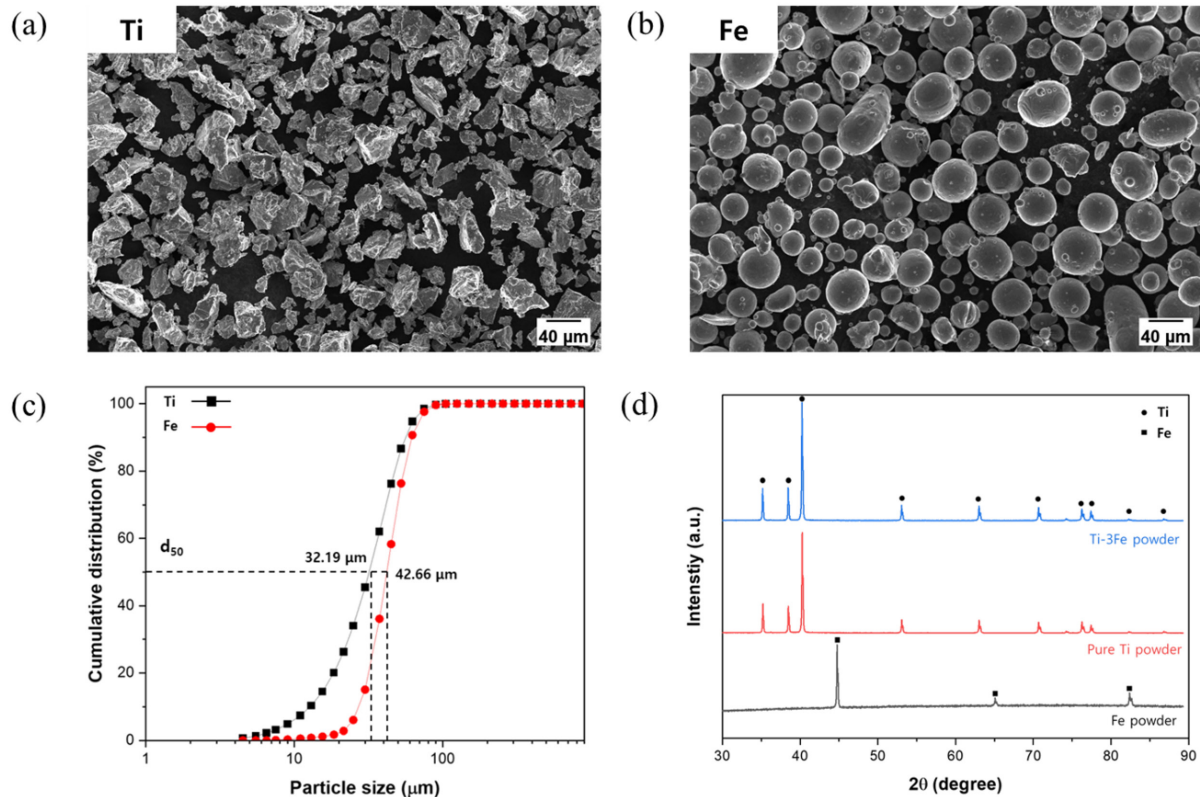 (a)
Ti
40 μm
(b)
Fe
40 μm
(c)
Ti
Fe
d50
32.19 μm
42.66 μm
100
80
60
40
20
0
1
10
100
Cumulative distribution (%)
Particle size (μm)
(d)
Ti
Fe
Ti-3Fe powder
Pure Ti powder
Fe powder
Intenstiy (a.u.)
30 40 50 60 70 80 90
2θ (degree)